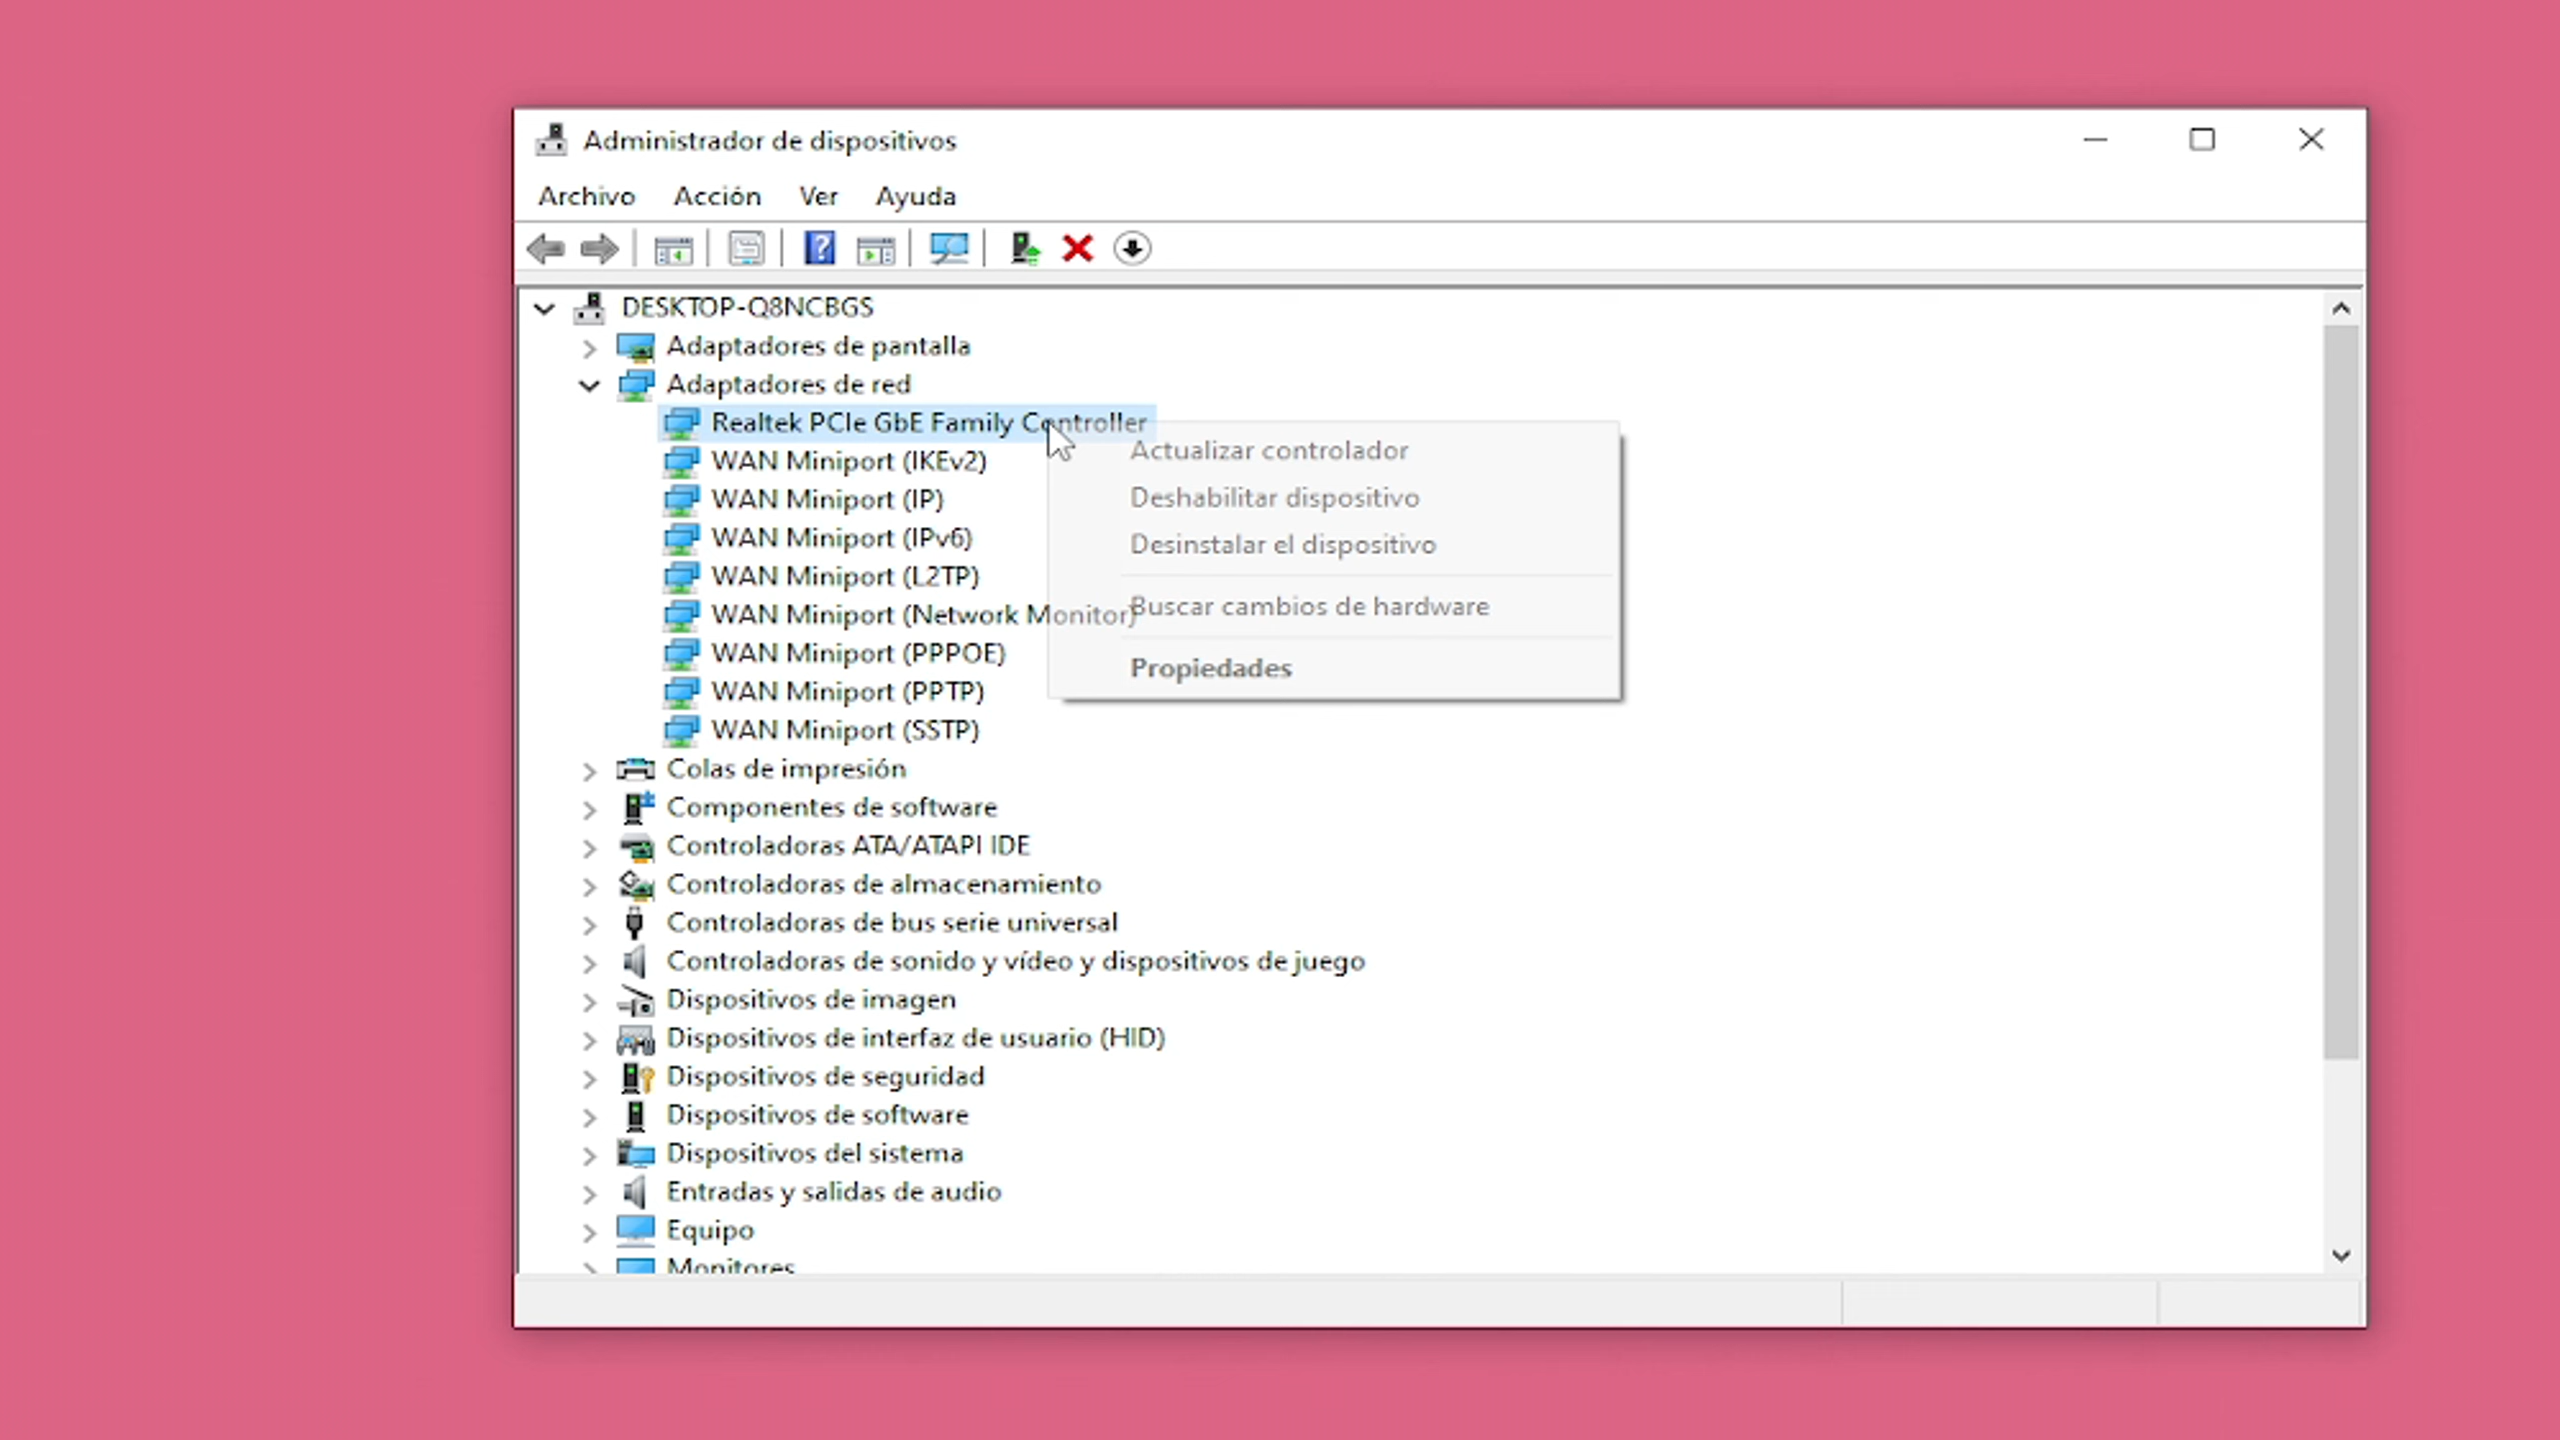 Administrador de dispositivos
Archivo Acción Ver Ayuda
DESKTOP-Q8NCBGS
Adaptadores de pantalla
Adaptadores de red
Realtek PCIe GbE Family Controller
WAN Miniport (IKEv2)
WAN Miniport (IP)
WAN Miniport (IPv6)
WAN Miniport (L2TP)
WAN Miniport (Network Monitor)
WAN Miniport (PPPOE)
WAN Miniport (PPTP)
WAN Miniport (SSTP)
Actualizar controlador
Deshabilitar dispositivo
Desinstalar el dispositivo
Buscar cambios de hardware
Propiedades
Colas de impresión
Componentes de software
Controladoras ATA/ATAPI IDE
Controladoras de almacenamiento
Controladoras de bus serie universal
Controladoras de sonido y vídeo y dispositivos de juego
Dispositivos de imagen
Dispositivos de interfaz de usuario (HID)
Dispositivos de seguridad
Dispositivos de software
Dispositivos del sistema
Entradas y salidas de audio
Equipo
Monitores